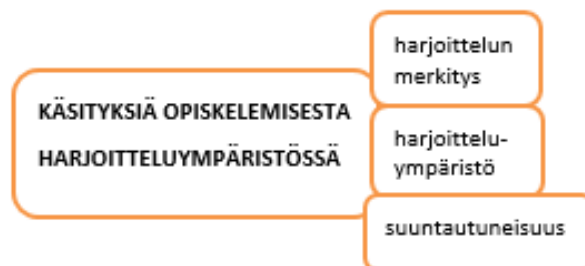 KÄSITYKSIÄ OPISKELEMISESTA
HARJOITTELUYMPÄRISTÖSSÄ
harjoittelun
merkitys
harjoittelu-
ympäristö
suuntautuneisuus